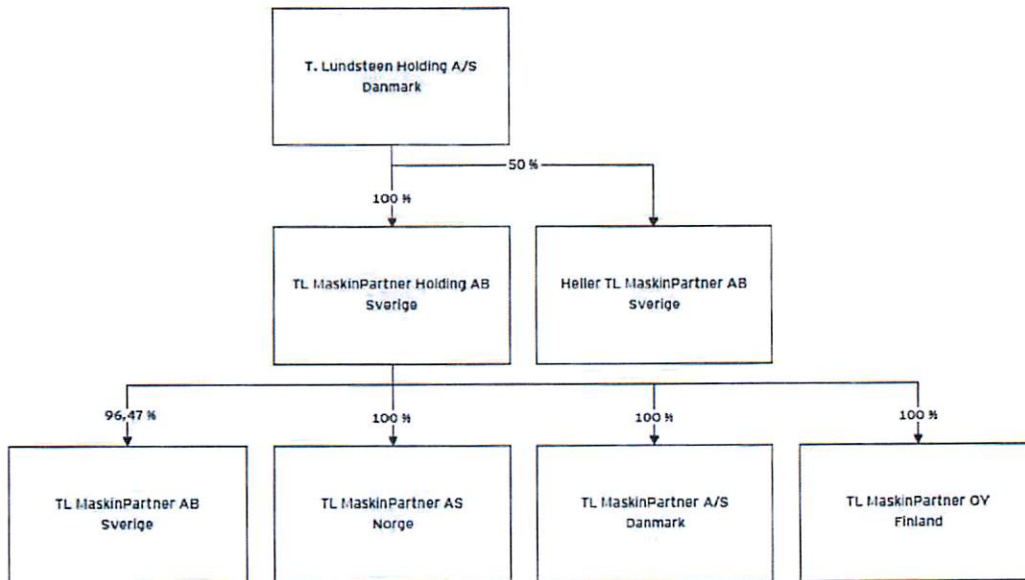 T. Lundsteen Holding A/S
Danmark
50 %
100 %
TL MaskinPartner Holding AB
Sverige
Heller TL MaskinPartner AB
Sverige
96,47 %
100 %
100 %
100 %
TL MaskinPartner AB
Sverige
TL MaskinPartner AS
Norge
TL MaskinPartner A/S
Danmark
TL MaskinPartner OY
Finland